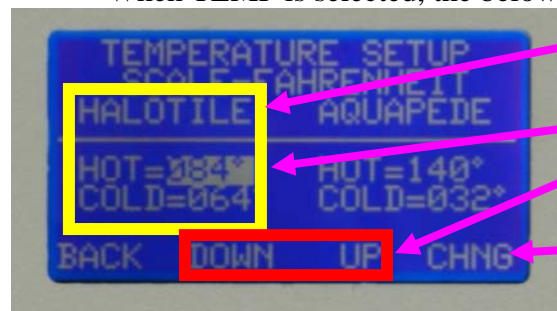 TEMPERATURE SETUP
SCALE=FAHRENHEIT
HALOTILE AQUAPEDE
HOT=084° HOT=140°
COLD=064 COLD=032°
BACK DOWN UP CHNG